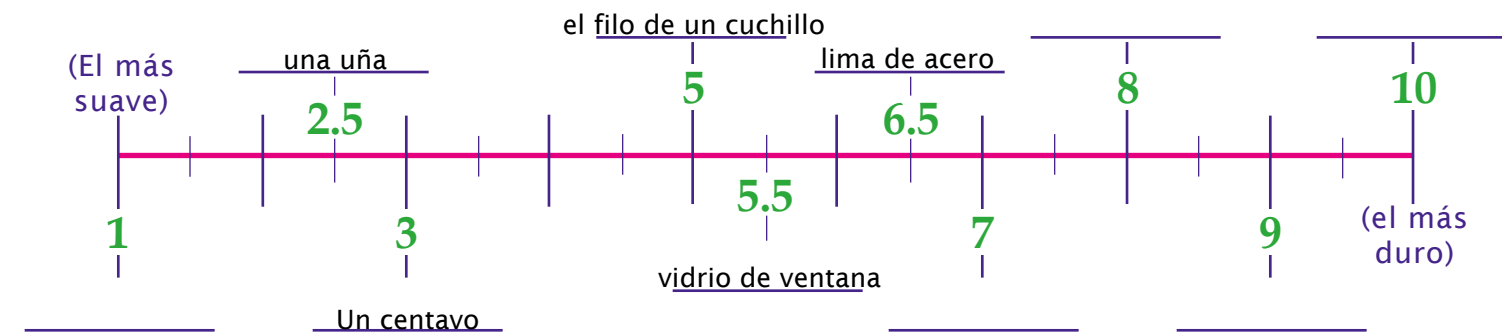 el filo de un cuchillo
una uña
lima de acero
(El más
suave)
2.5
5
6.5
8
10
1
3
5.5
7
9
(el más
duro)
vidrio de ventana
Un centavo